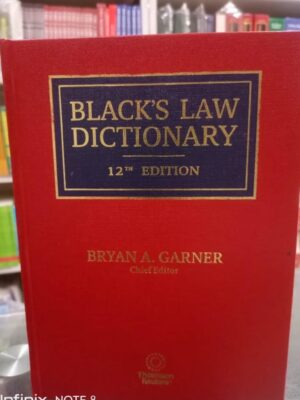 BLACK'S LAW
DICTIONARY
12TH EDITION
BRYAN A. GARNER
Chief Editor
Thomson
Reuters
Infinix NOTE 8